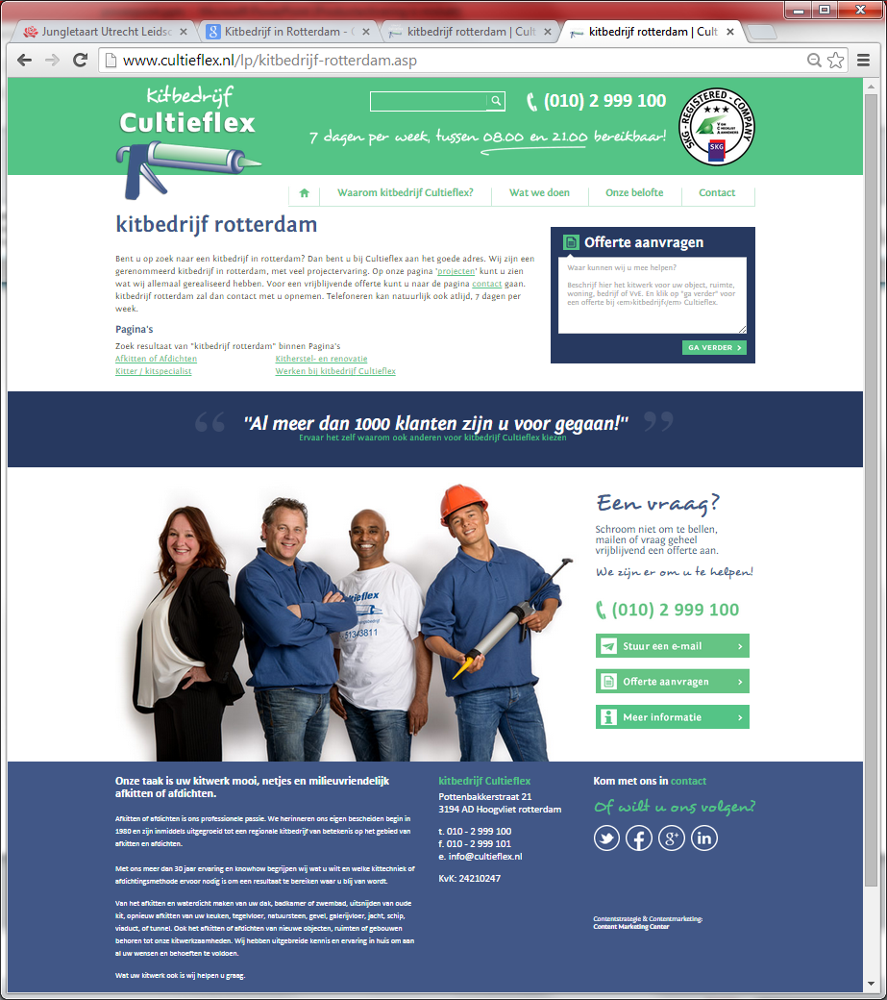 Jungletaart Utrecht Leidsc
Kitbedrijf in Rotterdam - G
kitbedrijf rotterdam | Cult
kitbedrijf rotterdam | Cult
www.cultieflex.nl/lp/kitbedrijf-rotterdam.asp
kitbedrijf
Cultieflex
(010) 2 999 100
7 dagen per week, tussen 08.00 en 21.00 bereikbaar!
SKG - REGISTERED - COMPANY
SKG
Waarom kitbedrijf Cultieflex?
Wat we doen
Onze belofte
Contact
kitbedrijf rotterdam
Bent u op zoek naar een kitbedrijf in rotterdam? Dan bent u bij Cultieflex aan het goede adres. Wij zijn een
gerenommeerd kitbedrijf in rotterdam, met veel projectervaring. Op onze pagina 'projecten' kunt u zien
wat wij allemaal gerealiseerd hebben. Voor een vrijblijvende offerte kunt u naar de pagina contact gaan.
kitbedrijf rotterdam zal dan contact met u opnemen. Telefoneren kan natuurlijk ook atlijd, 7 dagen per
week.
Pagina's
Zoek resultaat van "kitbedrijf rotterdam" binnen Pagina's
Afkitten of Afdichten
Kitherstel- en renovatie
Kitter / kitspecialist
Werken bij kitbedrijf Cultieflex
Offerte aanvragen
Waar kunnen wij u mee helpen?
Beschrijf hier het kitwerk voor uw object, ruimte,
woning, bedrijf of VvE. En klik op "ga verder" voor
een offerte bij <em>kitbedrijf</em> Cultieflex.
GA VERDER >
"Al meer dan 1000 klanten zijn u voor gegaan!"
Ervaar het zelf waarom ook anderen voor kitbedrijf Cultieflex kiezen
51343811
Een vraag?
Schroom niet om te bellen,
mailen of vraag geheel
vrijblijvend een offerte aan.
We zijn er om u te helpen!
(010) 2 999 100
Stuur een e-mail >
Offerte aanvragen >
Meer informatie >
Onze taak is uw kitwerk mooi, netjes en milieuvriendelijk
afkitten of afdichten.
Afkitten of afdichten is ons professionele passie. We herinneren ons eigen bescheiden begin in
1980 en zijn inmiddels uitgegroeid tot een regionale kitbedrijf van betekenis op het gebied van
afkitten en afdichten.
Met ons meer dan 30 jaar ervaring en knowhow begrijpen wij wat u wilt en welke kittechniek of
afdichtingsmethode ervoor nodig is om een resultaat te bereiken waar u blij van wordt.
Van het afkitten en waterdicht maken van uw dak, badkamer of zwembad, uitsnijden van oude
kit, opnieuw afkitten van uw keuken, tegelvloer, natuursteen, gevel, galerijvloer, jacht, schip,
viaduct, of tunnel. Ook het afkitten of afdichten van nieuwe objecten, ruimten of gebouwen
behoren tot onze kitwerkzaamheden. Wij hebben uitgebreide kennis en ervaring in huis om aan
al uw wensen en behoeften te voldoen.
Wat uw kitwerk ook is wij helpen u graag.
kitbedrijf Cultieflex
Pottenbakkerstraat 21
3194 AD Hoogvliet rotterdam
t. 010 - 2 999 100
f. 010 - 2 999 101
e. info@cultieflex.nl
KvK: 24210247
Kom met ons in contact
Of wilt u ons volgen?
Contentstrategie & Contentmarketing:
Content Marketing Center